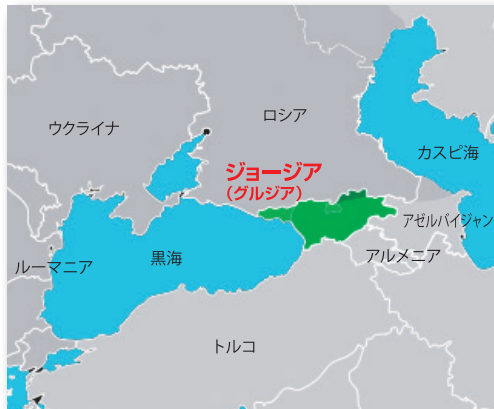 ロシア
ウクライナ
カスピ海
ジョージア
（グルジア）
アゼルバイジャン
アルメニア
ルーマニア
黒海
トルコ